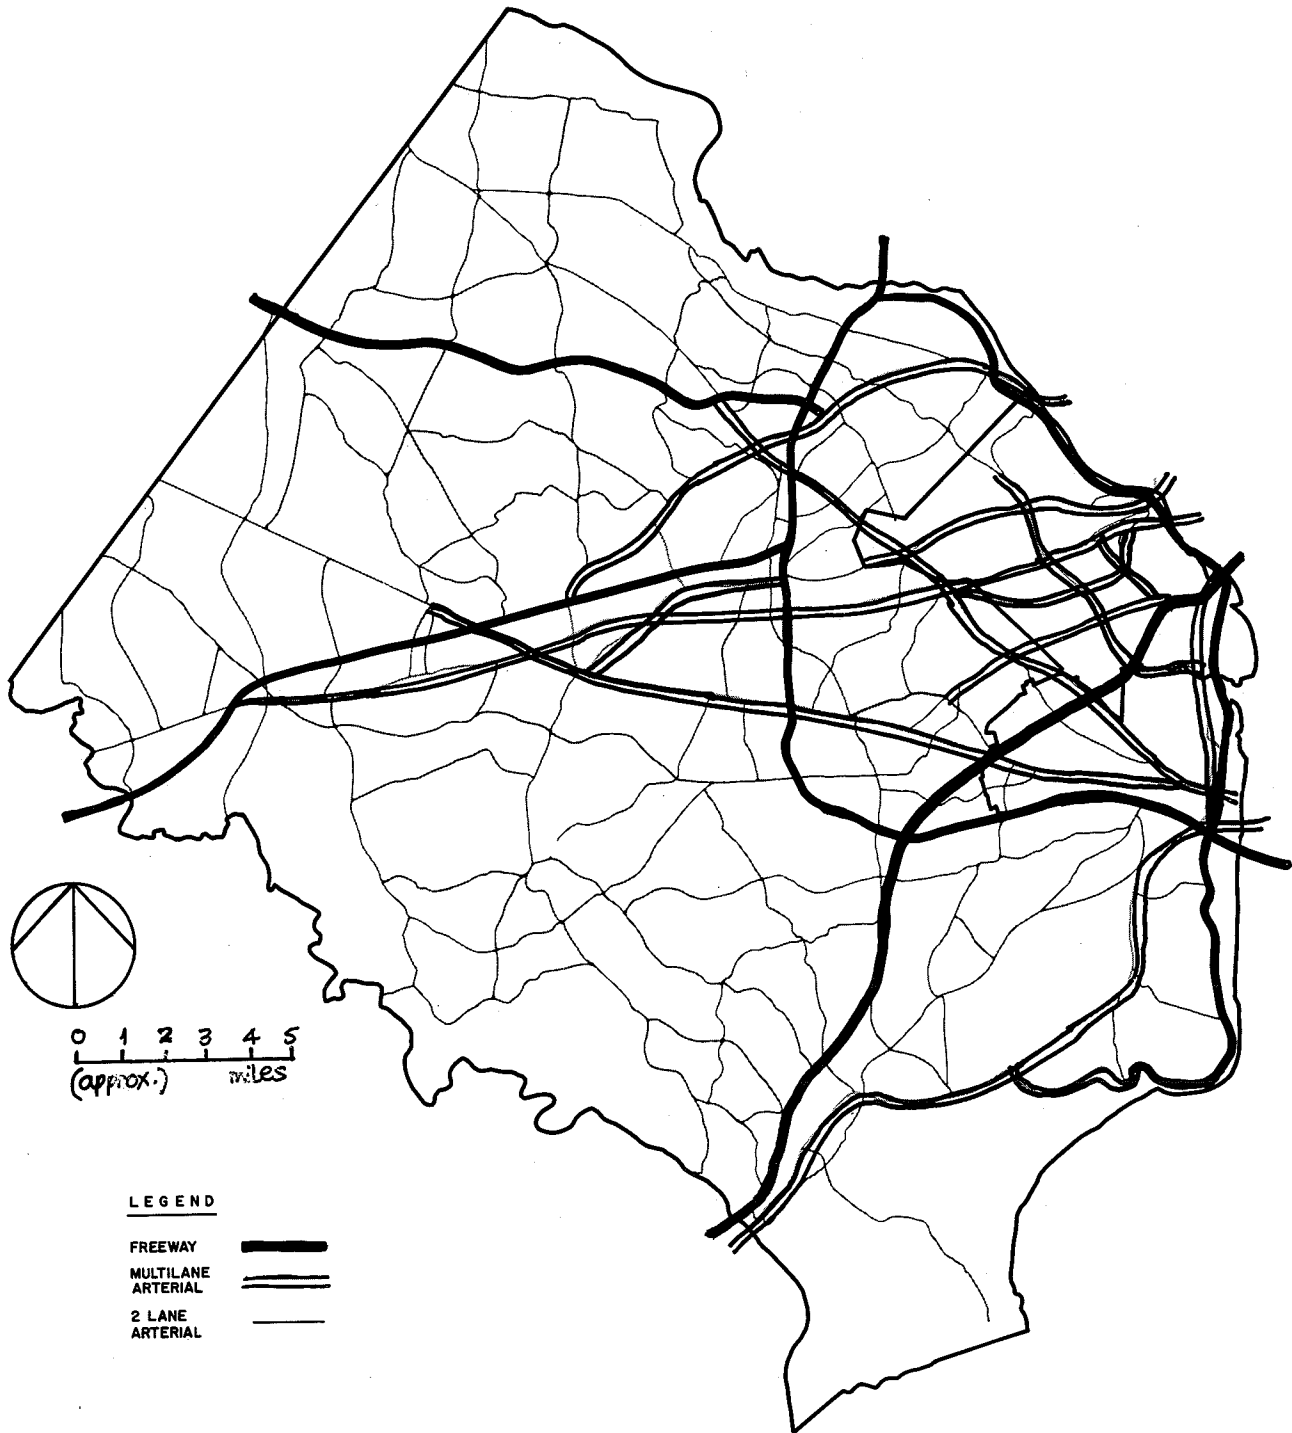 0 1 2 3 4 5
(approx.) miles
LEGEND
FREEWAY
MULTILANE
ARTERIAL
2 LANE
ARTERIAL